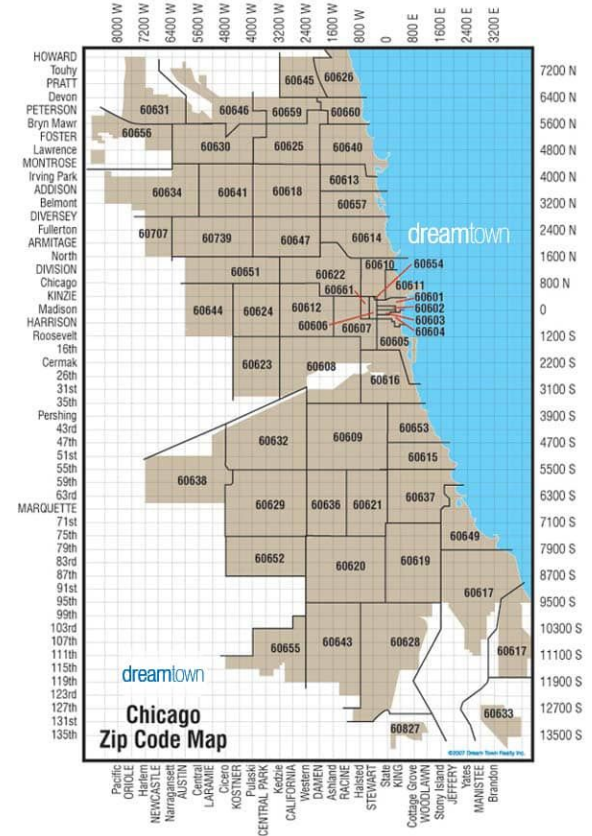 8000 W
7200 W
6400 W
5600 W
4800 W
4000 W
3200 W
2400 W
1600 W
800 W
0
800 E
1600 E
2400 E
3200 E
HOWARD
Touhy
PRATT
Devon
PETERSON
Bryn Mawr
FOSTER
Lawrence
MONTROSE
Irving Park
ADDISON
Belmont
DIVERSEY
Fullerton
ARMITAGE
North
DIVISION
Chicago
KINZIE
Madison
HARRISON
Roosevelt
16th
Cermak
26th
31st
35th
Pershing
43rd
47th
51st
55th
59th
63rd
MARQUETTE
71st
75th
79th
83rd
87th
91st
95th
103rd
107th
111th
115th
119th
123rd
127th
131st
135th
60645
60626
60631
60646
60659
60660
60656
60630
60625
60640
60613
60634
60641
60618
60657
60707
60739
60647
60614
dreamtown
60610
60654
60651
60622
60611
60661
60601
60644
60624
60612
60602
60606
60607
60603
60604
60605
60623
60608
60616
60632
60609
60653
60615
60638
60629
60636
60621
60637
60649
60652
60620
60619
60617
60655
60643
60628
60617
60633
60827
dreamtown
Chicago
Zip Code Map
©2007 Dream Town Realty Inc.
7200 N
6400 N
5600 N
4800 N
4000 N
3200 N
2400 N
1600 N
800 N
0
1200 S
2200 S
3100 S
3900 S
4700 S
5500 S
6300 S
7100 S
7900 S
8700 S
9500 S
10300 S
11100 S
11900 S
12700 S
13500 S
Pacific
ORIOLE
Harlem
NEWCASTLE
Narragansett
AUSTIN
Central
LARAMIE
Cicero
KOSTNER
Pulaski
CENTRAL PARK
Kedzie
CALIFORNIA
Western
DAMEN
Ashland
RACINE
Halsted
STEWART
State
KING
Cottage Grove
WOODLAWN
Stony Island
JEFFERY
Yates
MANISTEE
Brandon